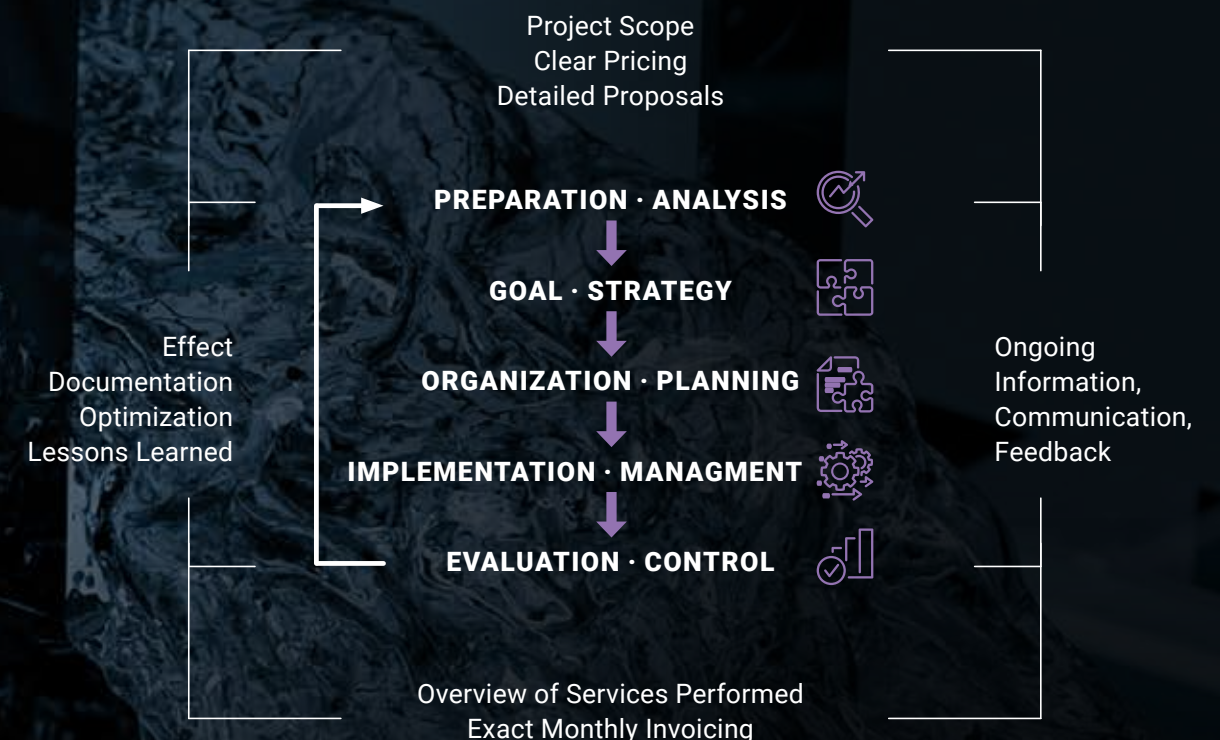 Project Scope
Clear Pricing
Detailed Proposals
PREPARATION · ANALYSIS
GOAL · STRATEGY
ORGANIZATION · PLANNING
IMPLEMENTATION · MANAGMENT
EVALUATION · CONTROL
Effect
Documentation
Optimization
Lessons Learned
Ongoing
Information,
Communication,
Feedback
Overview of Services Performed
Exact Monthly Invoicing